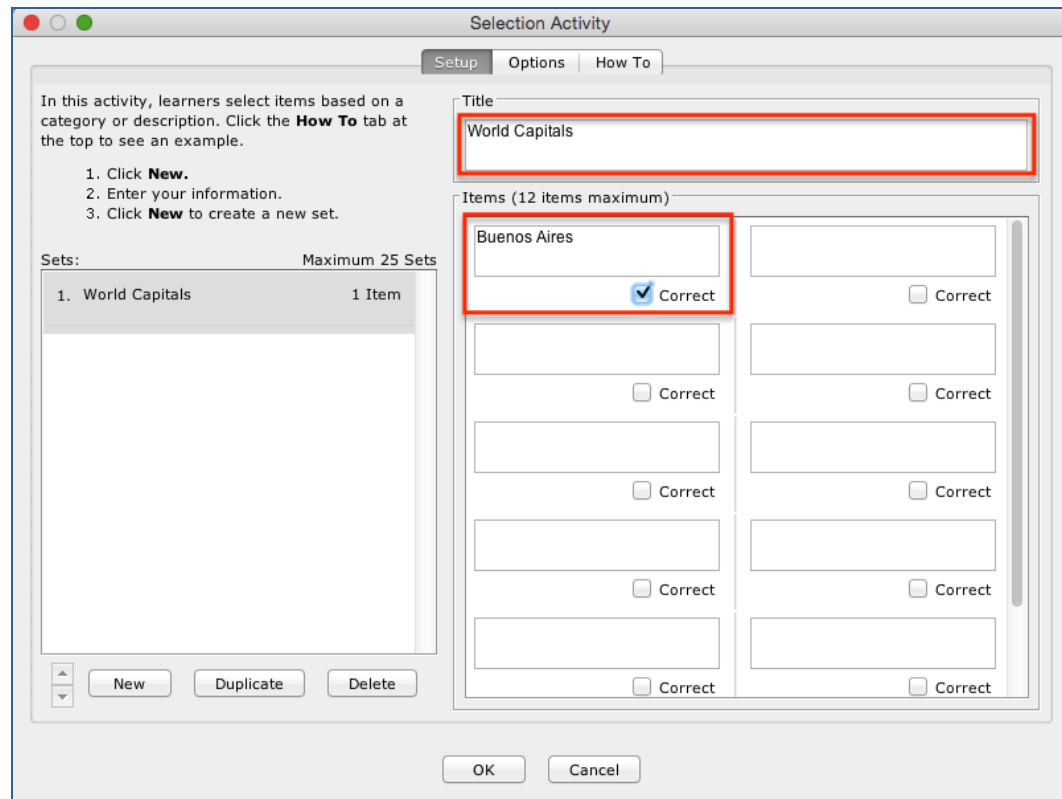 Selection Activity
Setup Options How To
In this activity, learners select items based on a
category or description. Click the How To tab at
the top to see an example.
1. Click New.
2. Enter your information.
3. Click New to create a new set.
Sets: Maximum 25 Sets
1. World Capitals 1 Item
New Duplicate Delete
Title
World Capitals
Items (12 items maximum)
Buenos Aires
Correct Correct
Correct Correct
Correct Correct
Correct Correct
Correct Correct
OK Cancel